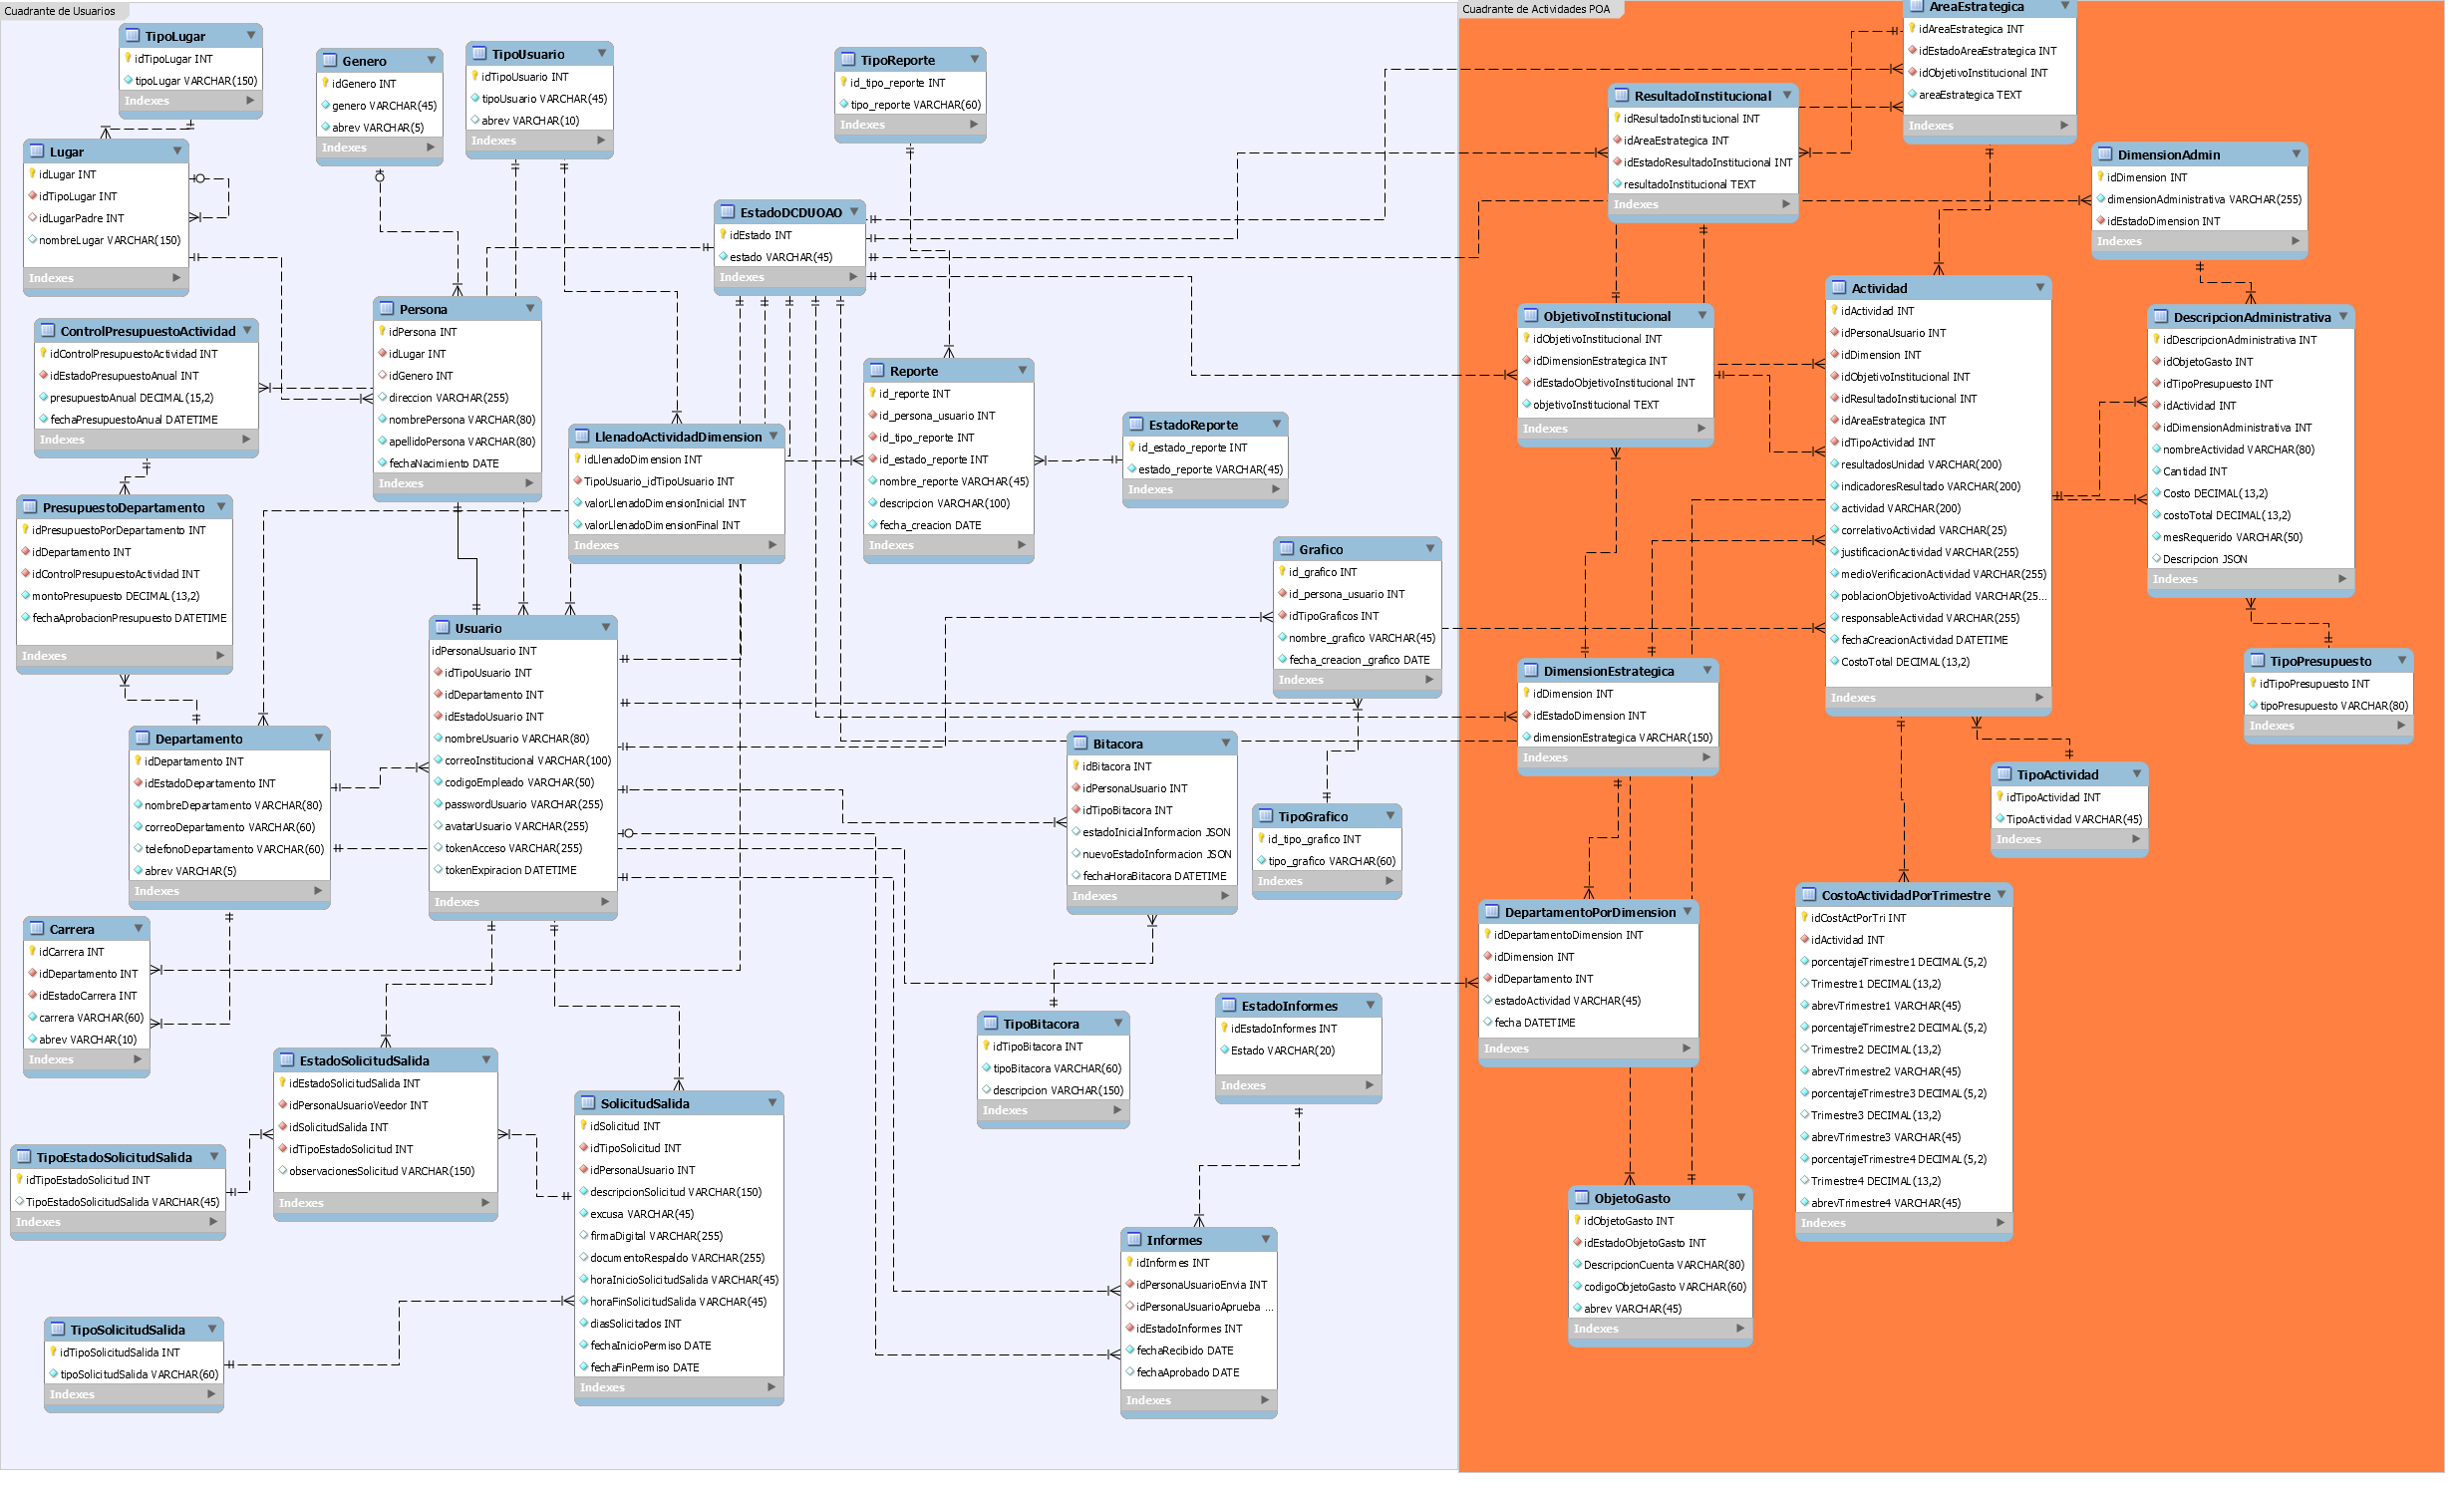 Cuadrante de Usuarios
TipoLugar
idTipoLugar INT
tipoLugar VARCHAR(150)
Indexes
Genero
idGenero INT
genero VARCHAR(45)
abrev VARCHAR(5)
Indexes
TipoUsuario
idTipoUsuario INT
tipoUsuario VARCHAR(45)
abrev VARCHAR(10)
Indexes
TipoReporte
id_tipo_reporte INT
tipo_reporte VARCHAR(60)
Indexes
Lugar
idLugar INT
idTipoLugar INT
idLugarPadre INT
nombreLugar VARCHAR(150)
Indexes
EstadoDCDUOAO
idEstado INT
estado VARCHAR(45)
Indexes
Persona
idPersona INT
idLugar INT
idGenero INT
direccion VARCHAR(255)
nombrePersona VARCHAR(80)
apellidoPersona VARCHAR(80)
fechaNacimiento DATE
Indexes
ControlPresupuestoActividad
idControlPresupuestoActividad INT
idEstadoPresupuestoAnual INT
presupuestoAnual DECIMAL(15,2)
fechaPresupuestoAnual DATETIME
Indexes
Reporte
id_reporte INT
id_persona_usuario INT
id_tipo_reporte INT
id_estado_reporte INT
nombre_reporte VARCHAR(45)
descripcion VARCHAR(100)
fecha_creacion DATE
Indexes
EstadoReporte
id_estado_reporte INT
estado_reporte VARCHAR(45)
Indexes
LlenadoActividadDimension
idLlenadoDimension INT
TipoUsuario_idTipoUsuario INT
valorLlenadoDimensionInicial INT
valorLlenadoDimensionFinal INT
Indexes
PresupuestoDepartamento
idPresupuestoPorDepartamento INT
idDepartamento INT
idControlPresupuestoActividad INT
montoPresupuesto DECIMAL(13,2)
fechaAprobacionPresupuesto DATETIME
Indexes
Grafico
id_grafico INT
id_persona_usuario INT
idTipoGraficos INT
nombre_grafico VARCHAR(45)
fecha_creacion_grafico DATE
Indexes
Usuario
idPersonaUsuario INT
idTipoUsuario INT
idDepartamento INT
idEstadoUsuario INT
nombreUsuario VARCHAR(80)
correoInstitucional VARCHAR(100)
codigoEmpleado VARCHAR(50)
passwordUsuario VARCHAR(255)
avatarUsuario VARCHAR(255)
tokenAcceso VARCHAR(255)
tokenExpiracion DATETIME
Indexes
Departamento
idDepartamento INT
idEstadoDepartamento INT
nombreDepartamento VARCHAR(80)
correoDepartamento VARCHAR(60)
telefonoDepartamento VARCHAR(60)
abrev VARCHAR(5)
Indexes
Bitacora
idBitacora INT
idPersonaUsuario INT
idTipoBitacora INT
estadoInicialInformacion JSON
nuevoEstadoInformacion JSON
fechaHoraBitacora DATETIME
Indexes
TipoGrafico
id_tipo_grafico INT
tipo_grafico VARCHAR(60)
Indexes
Carrera
idCarrera INT
idDepartamento INT
idEstadoCarrera INT
carrera VARCHAR(60)
abrev VARCHAR(10)
Indexes
EstadoSolicitudSalida
idEstadoSolicitudSalida INT
idPersonaUsuarioVeedor INT
idSolicitudSalida INT
idTipoEstadoSolicitud INT
observacionesSolicitud VARCHAR(150)
Indexes
TipoBitacora
idTipoBitacora INT
tipoBitacora VARCHAR(60)
descripcion VARCHAR(150)
Indexes
EstadoInformes
idEstadoInformes INT
Estado VARCHAR(20)
Indexes
TipoEstadoSolicitudSalida
idTipoEstadoSolicitud INT
TipoEstadoSolicitudSalida VARCHAR(45)
Indexes
SolicitudSalida
idSolicitud INT
idTipoSolicitud INT
idPersonaUsuario INT
descripcionSolicitud VARCHAR(150)
excusa VARCHAR(45)
firmaDigital VARCHAR(255)
documentoRespaldo VARCHAR(255)
horaInicioSolicitudSalida VARCHAR(45)
horaFinSolicitudSalida VARCHAR(45)
diasSolicitados INT
fechaInicioPermiso DATE
fechaFinPermiso DATE
Indexes
TipoSolicitudSalida
idTipoSolicitudSalida INT
tipoSolicitudSalida VARCHAR(60)
Indexes
Informes
idInformes INT
idPersonaUsuarioEnvia INT
idPersonaUsuarioAprueba ...
idEstadoInformes INT
fechaRecibido DATE
fechaAprobado DATE
Indexes
Cuadrante de Actividades POA
AreaEstrategica
idAreaEstrategica INT
idEstadoAreaEstrategica INT
idObjetivoInstitucional INT
areaEstrategica TEXT
Indexes
ResultadoInstitucional
idResultadoInstitucional INT
idAreaEstrategica INT
idEstadoResultadoInstitucional INT
resultadoInstitucional TEXT
Indexes
DimensionAdmin
idDimension INT
dimensionAdministrativa VARCHAR(255)
idEstadoDimension INT
Indexes
ObjetivoInstitucional
idObjetivoInstitucional INT
idDimensionEstrategica INT
idEstadoObjetivoInstitucional INT
objetivoInstitucional TEXT
Indexes
Actividad
idActividad INT
idPersonaUsuario INT
idDimension INT
idObjetivoInstitucional INT
idResultadoInstitucional INT
idAreaEstrategica INT
idTipoActividad INT
resultadosUnidad VARCHAR(200)
indicadoresResultado VARCHAR(200)
actividad VARCHAR(200)
correlativoActividad VARCHAR(25)
justificacionActividad VARCHAR(255)
medioVerificacionActividad VARCHAR(255)
poblacionObjetivoActividad VARCHAR(25...
responsableActividad VARCHAR(255)
fechaCreacionActividad DATETIME
CostoTotal DECIMAL(13,2)
Indexes
DescripcionAdministrativa
idDescripcionAdministrativa INT
idObjetoGasto INT
idTipoPresupuesto INT
idActividad INT
idDimensionAdministrativa INT
nombreActividad VARCHAR(80)
Cantidad INT
Costo DECIMAL(13,2)
costoTotal DECIMAL(13,2)
mesRequerido VARCHAR(50)
Descripcion JSON
Indexes
DimensionEstrategica
idDimension INT
idEstadoDimension INT
dimensionEstrategica VARCHAR(150)
Indexes
TipoPresupuesto
idTipoPresupuesto INT
tipoPresupuesto VARCHAR(80)
Indexes
TipoActividad
idTipoActividad INT
TipoActividad VARCHAR(45)
Indexes
DepartamentoPorDimension
idDepartamentoDimension INT
idDimension INT
idDepartamento INT
estadoActividad VARCHAR(45)
fecha DATETIME
Indexes
CostoActividadPorTrimestre
idCostActPorTri INT
idActividad INT
porcentajeTrimestre1 DECIMAL(5,2)
Trimestre1 DECIMAL(13,2)
abrevTrimestre1 VARCHAR(45)
porcentajeTrimestre2 DECIMAL(5,2)
Trimestre2 DECIMAL(13,2)
abrevTrimestre2 VARCHAR(45)
porcentajeTrimestre3 DECIMAL(5,2)
Trimestre3 DECIMAL(13,2)
abrevTrimestre3 VARCHAR(45)
porcentajeTrimestre4 DECIMAL(5,2)
Trimestre4 DECIMAL(13,2)
abrevTrimestre4 VARCHAR(45)
Indexes
ObjetoGasto
idObjetoGasto INT
idEstadoObjetoGasto INT
DescripcionCuenta VARCHAR(80)
codigoObjetoGasto VARCHAR(60)
abrev VARCHAR(45)
Indexes